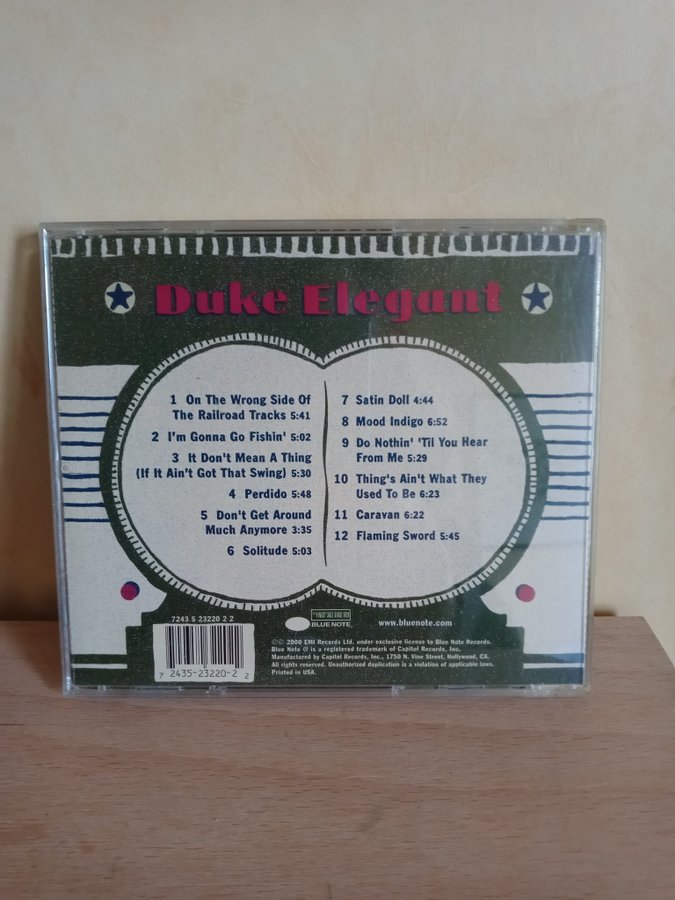 Duke Elegant
1 On The Wrong Side Of
The Railroad Tracks 5:41
2 I'm Gonna Go Fishin' 5:02
3 It Don't Mean A Thing
(If It Ain't Got That Swing) 5:30
4 Perdido 5:48
5 Don't Get Around
Much Anymore 3:35
6 Solitude 5:03
7 Satin Doll 4:44
8 Mood Indigo 6:52
9 Do Nothin' 'Til You Hear
From Me 5:29
10 Thing's Ain't What They
Used To Be 6:23
11 Caravan 6:22
12 Flaming Sword 5:45
7243 5 23220 2 2
7 2435-23220-2 2
BLUE NOTE
www.bluenote.com
℗© 2000 EMI Records Ltd. under exclusive license to Blue Note Records.
Blue Note ® is a registered trademark of Capitol Records, Inc.
Manufactured by Capitol Records, Inc., 1750 N. Vine Street, Hollywood, CA.
All rights reserved. Unauthorized duplication is a violation of applicable laws.
Printed in USA.